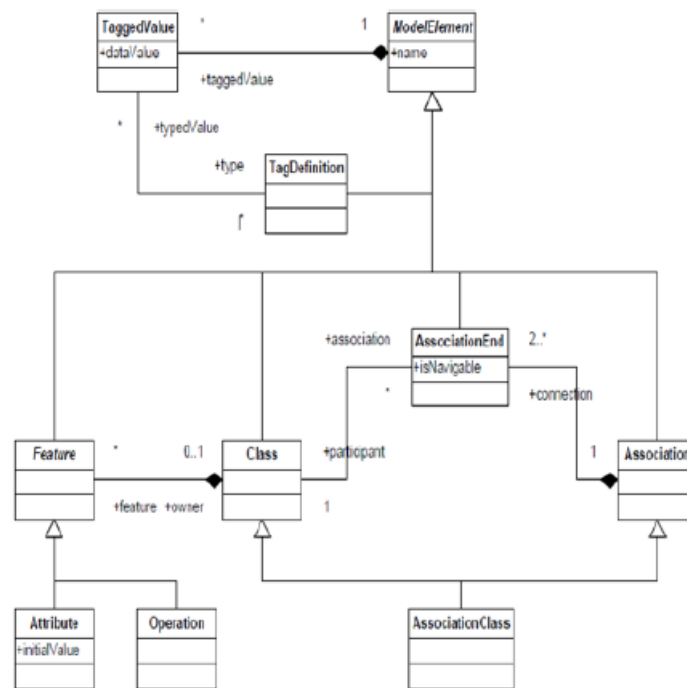 TaggedValue * 1 ModelElement
+dataValue +name
+taggedValue
* +typedValue
+type TagDefinition
+association AssociationEnd 2..*
+isNavigable
* +connection
Feature * 0..1 Class +participant 1 Association
+feature +owner 1
Attribute Operation AssociationClass
+initialValue